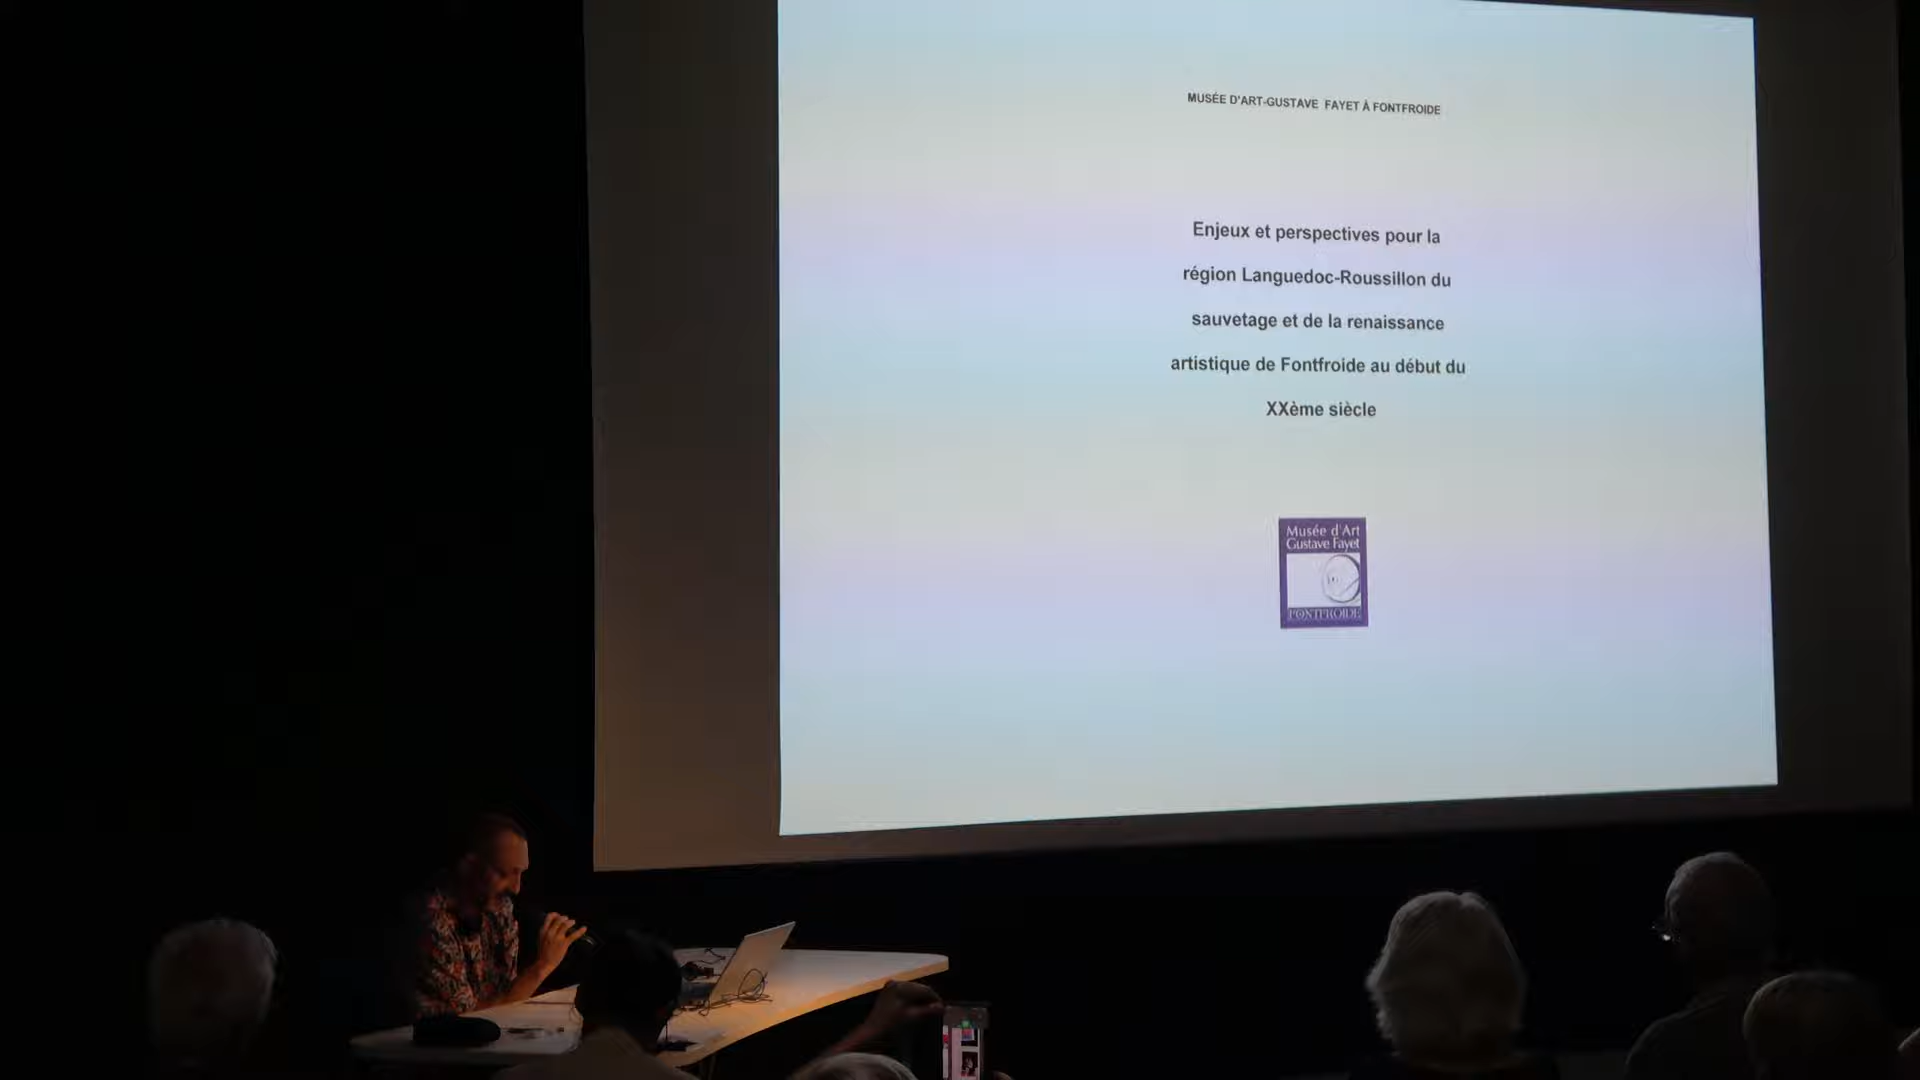 MUSÉE D'ART-GUSTAVE FAYET À FONTFROIDE
Enjeux et perspectives pour la
région Languedoc-Roussillon du
sauvetage et de la renaissance
artistique de Fontfroide au début du
XXème siècle
Musée d'Art
Gustave Fayet
FONTFROIDE